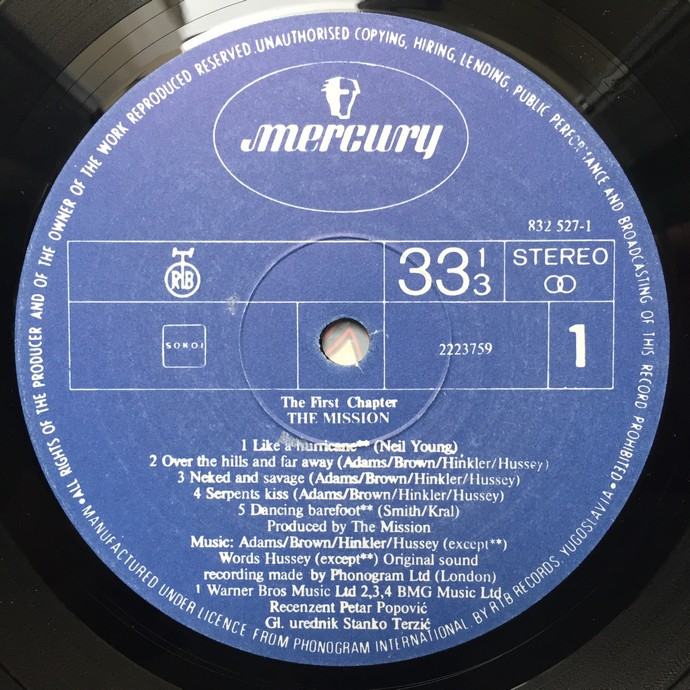 • ALL RIGHTS OF THE PRODUCER AND OF THE OWNER OF THE WORK REPRODUCED RESERVED. UNAUTHORISED COPYING, HIRING, LENDING, PUBLIC PERFORMANCE AND BROADCASTING OF THIS RECORD PROHIBITED •
mercury
832 527-1
RTB
33 1/3
STEREO
SOKOJ
2223759
1
The First Chapter
THE MISSION
1 Like a hurricane** (Neil Young)
2 Over the hills and far away (Adams/Brown/Hinkler/Hussey)
3 Neked and savage (Adams/Brown/Hinkler/Hussey)
4 Serpents kiss (Adams/Brown/Hinkler/Hussey)
5 Dancing barefoot** (Smith/Kral)
Produced by The Mission
Music: Adams/Brown/Hinkler/Hussey (except**)
Words Hussey (except**) Original sound
recording made by Phonogram Ltd (London)
1 Warner Bros Music Ltd 2,3,4 BMG Music Ltd
Recenzent Petar Popović
Gl. urednik Stanko Terzić
MANUFACTURED UNDER LICENCE FROM PHONOGRAM INTERNATIONAL. BY RTB RECORDS, YUGOSLAVIA